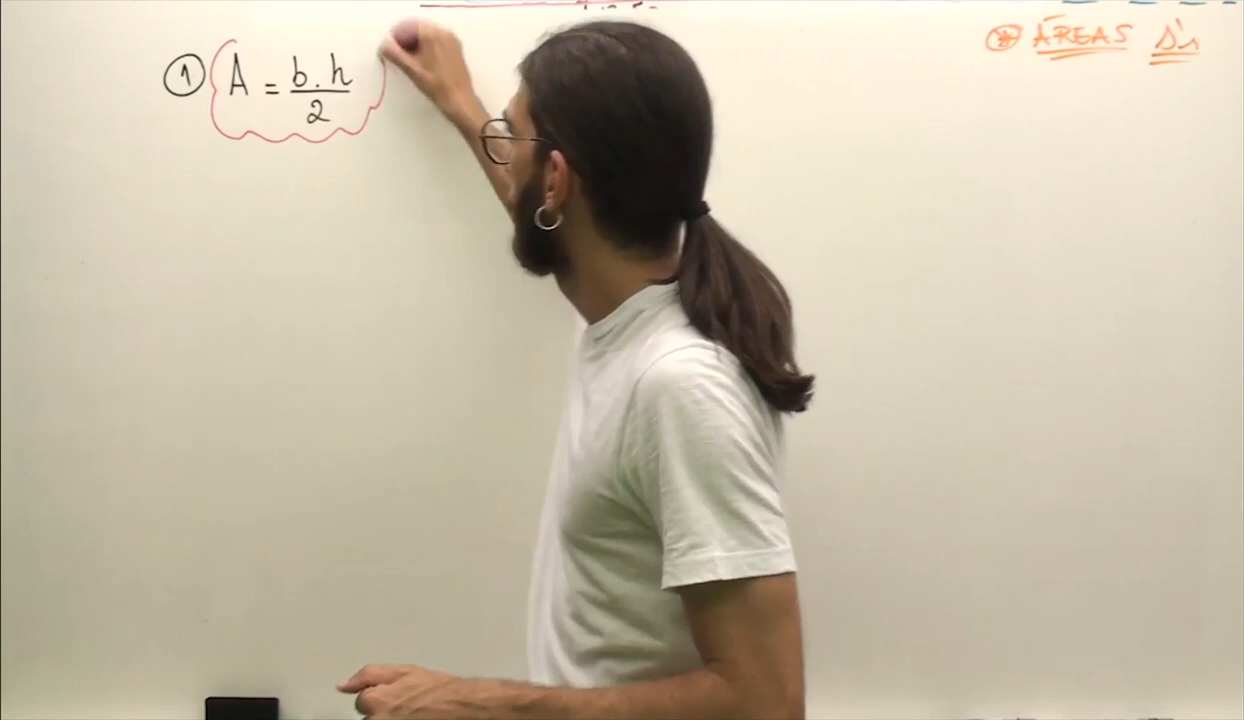 ① A = b.h/2
⊛ ÁREAS Δ's